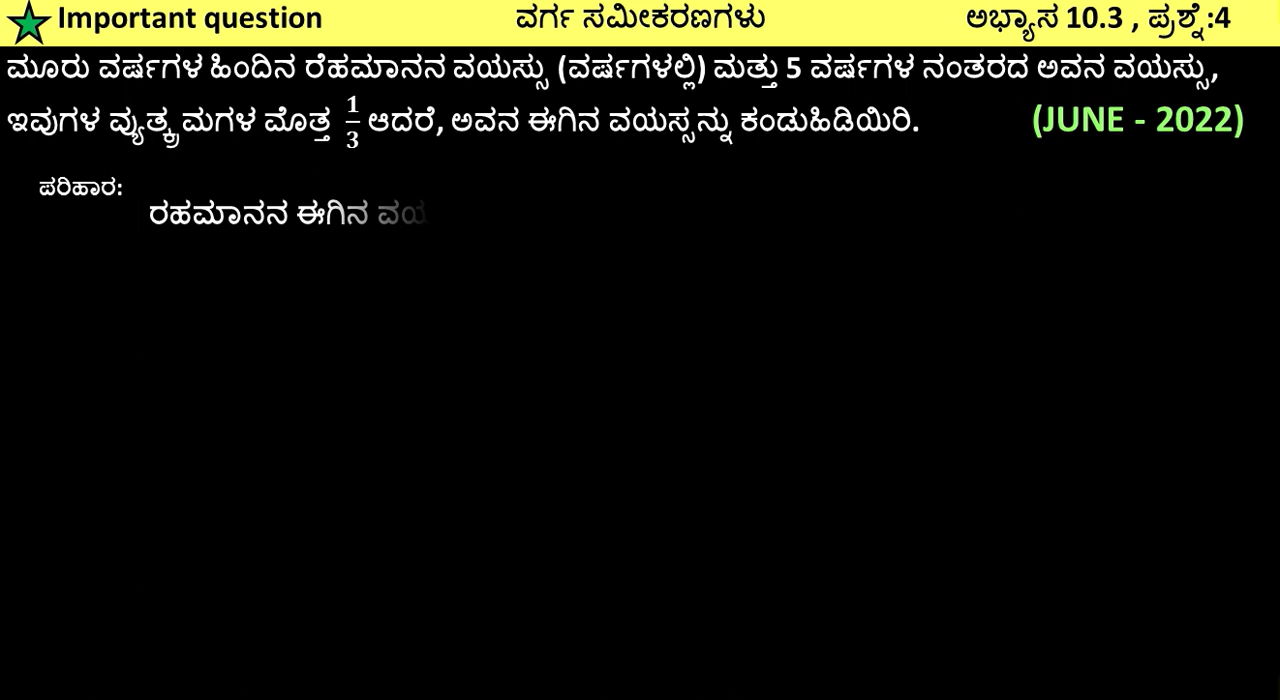 Important question ವರ್ಗ ಸಮೀಕರಣಗಳು ಅಭ್ಯಾಸ 10.3 , ಪ್ರಶ್ನೆ:4
ಮೂರು ವರ್ಷಗಳ ಹಿಂದಿನ ರೆಹಮಾನನ ವಯಸ್ಸು (ವರ್ಷಗಳಲ್ಲಿ) ಮತ್ತು 5 ವರ್ಷಗಳ ನಂತರದ ಅವನ ವಯಸ್ಸು,
ಇವುಗಳ ವ್ಯುತ್ಕ್ರಮಗಳ ಮೊತ್ತ 1/3 ಆದರೆ, ಅವನ ಈಗಿನ ವಯಸ್ಸನ್ನು ಕಂಡುಹಿಡಿಯಿರಿ. (JUNE - 2022)
ಪರಿಹಾರ:
ರಹಮಾನನ ಈಗಿನ